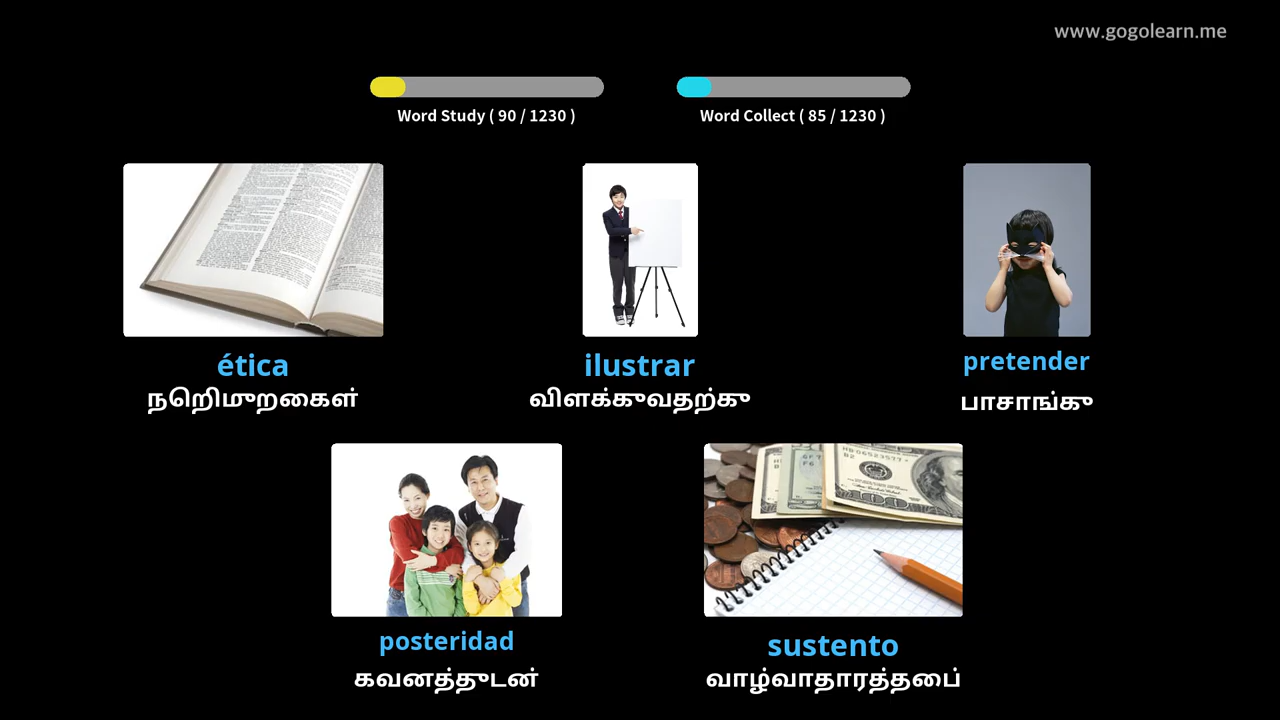 www.gogolearn.me
Word Study ( 90 / 1230 )
Word Collect ( 85 / 1230 )
ética
நெறிமுறைகள்
ilustrar
விளக்குவதற்கு
pretender
பாசாங்கு
posteridad
கவனத்துடன்
sustento
வாழ்வாதாரத்தைப்